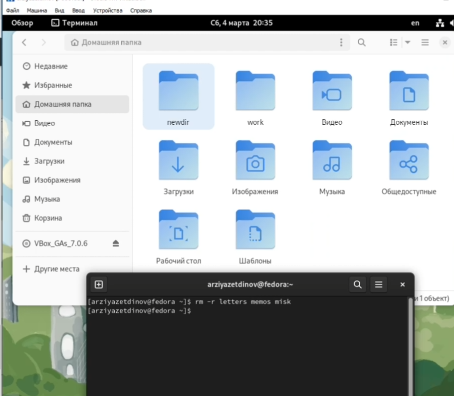 Файл Машина Вид Ввод Устройства Справка
Обзор Терминал Сб, 4 марта 20:35 en
Домашняя папка
Недавние
Избранные
Домашняя папка
Видео
Документы
Загрузки
Изображения
Музыка
Корзина
VBox_GAs_7.0.6
Другие места
newdir work Видео Документы
Загрузки Изображения Музыка Общедоступные
Рабочий стол Шаблоны
и 1 объект)
arziyazetdinov@fedora:~
[arziyazetdinov@fedora ~]$ rm -r letters memos misk
[arziyazetdinov@fedora ~]$